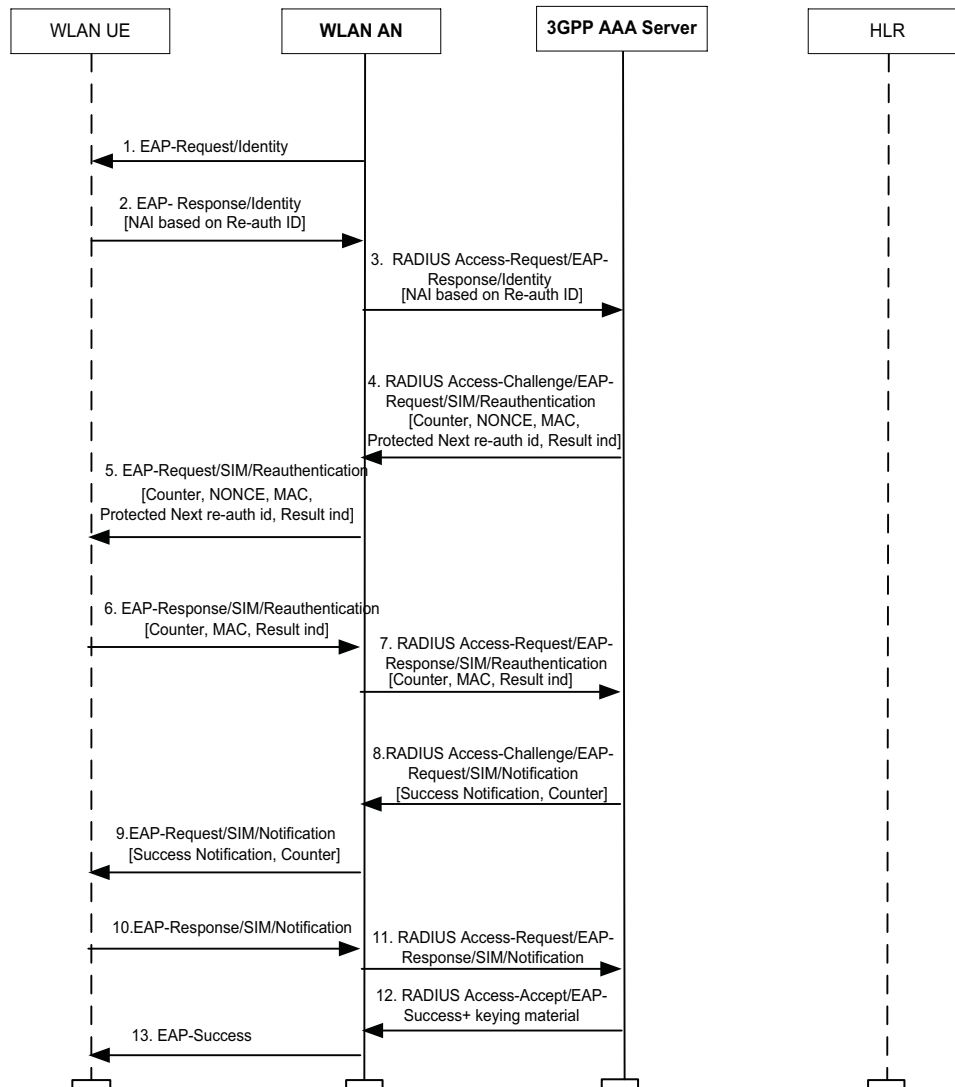 WLAN UE
WLAN AN
3GPP AAA Server
HLR
1. EAP-Request/Identity
2. EAP- Response/Identity
[NAI based on Re-auth ID]
3. RADIUS Access-Request/EAP-
Response/Identity
[NAI based on Re-auth ID]
4. RADIUS Access-Challenge/EAP-
Request/SIM/Reauthentication
[Counter, NONCE, MAC,
Protected Next re-auth id, Result ind]
5. EAP-Request/SIM/Reauthentication
[Counter, NONCE, MAC,
Protected Next re-auth id, Result ind]
6. EAP-Response/SIM/Reauthentication
[Counter, MAC, Result ind]
7. RADIUS Access-Request/EAP-
Response/SIM/Reauthentication
[Counter, MAC, Result ind]
8.RADIUS Access-Challenge/EAP-
Request/SIM/Notification
[Success Notification, Counter]
9.EAP-Request/SIM/Notification
[Success Notification, Counter]
10.EAP-Response/SIM/Notification
11. RADIUS Access-Request/EAP-
Response/SIM/Notification
12. RADIUS Access-Accept/EAP-
Success+ keying material
13. EAP-Success